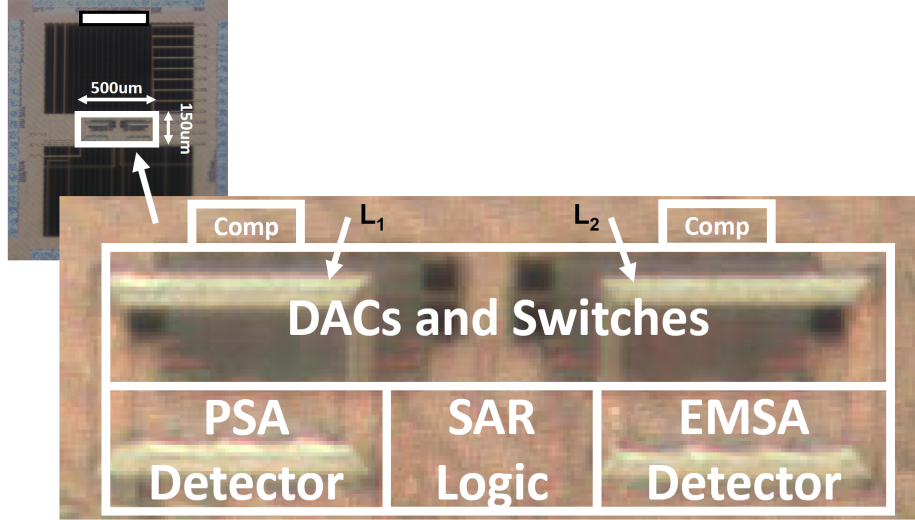 500um
150um
Comp
L₁
L₂
Comp
DACs and Switches
PSA
Detector
SAR
Logic
EMSA
Detector